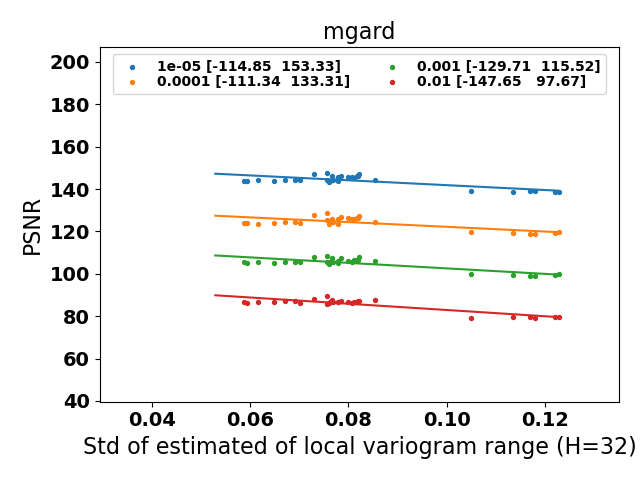 mgard
1e-05 [-114.85  153.33]
0.0001 [-111.34  133.31]
0.001 [-129.71  115.52]
0.01 [-147.65   97.67]
PSNR
200
180
160
140
120
100
80
60
40
0.04 0.06 0.08 0.10 0.12
Std of estimated of local variogram range (H=32)